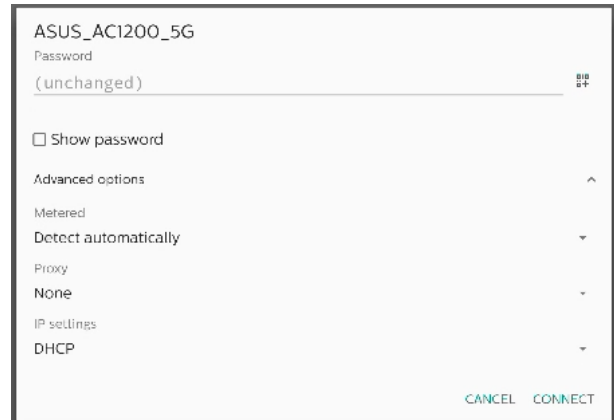 ASUS_AC1200_5G
Password
(unchanged)
Show password
Advanced options
Metered
Detect automatically
Proxy
None
IP settings
DHCP
CANCEL CONNECT